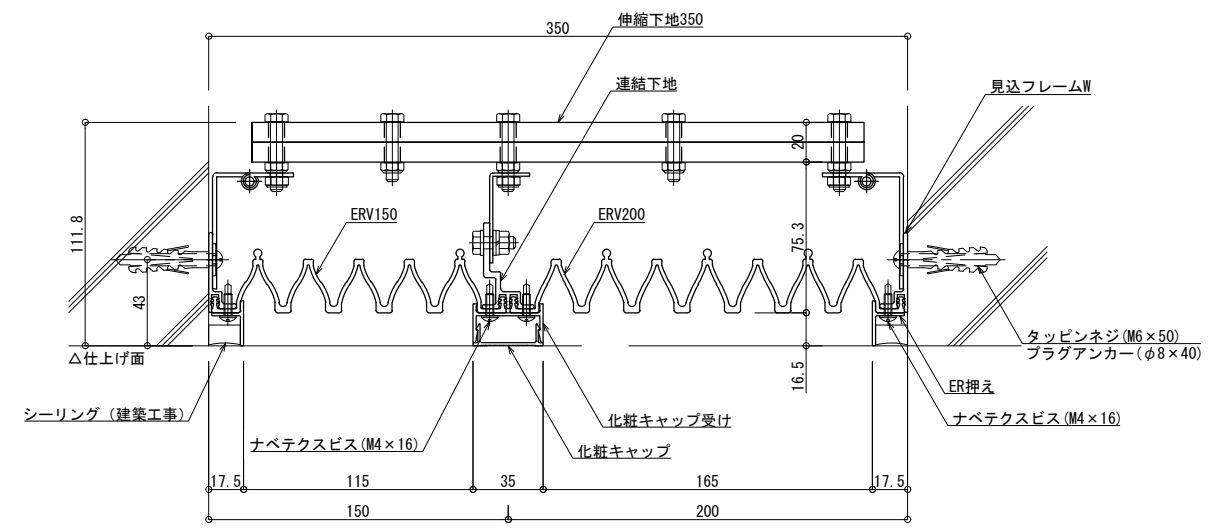 伸縮下地350
350
連結下地
見込フレームW
20
ERV150
ERV200
111.8
75.3
43
タッピンネジ(M6×50)
プラグアンカー(φ8×40)
△仕上げ面
16.5
ER押え
シーリング（建築工事）
化粧キャップ受け
ナベテクスビス(M4×16)
ナベテクスビス(M4×16)
化粧キャップ
17.5
115
35
165
17.5
150
200